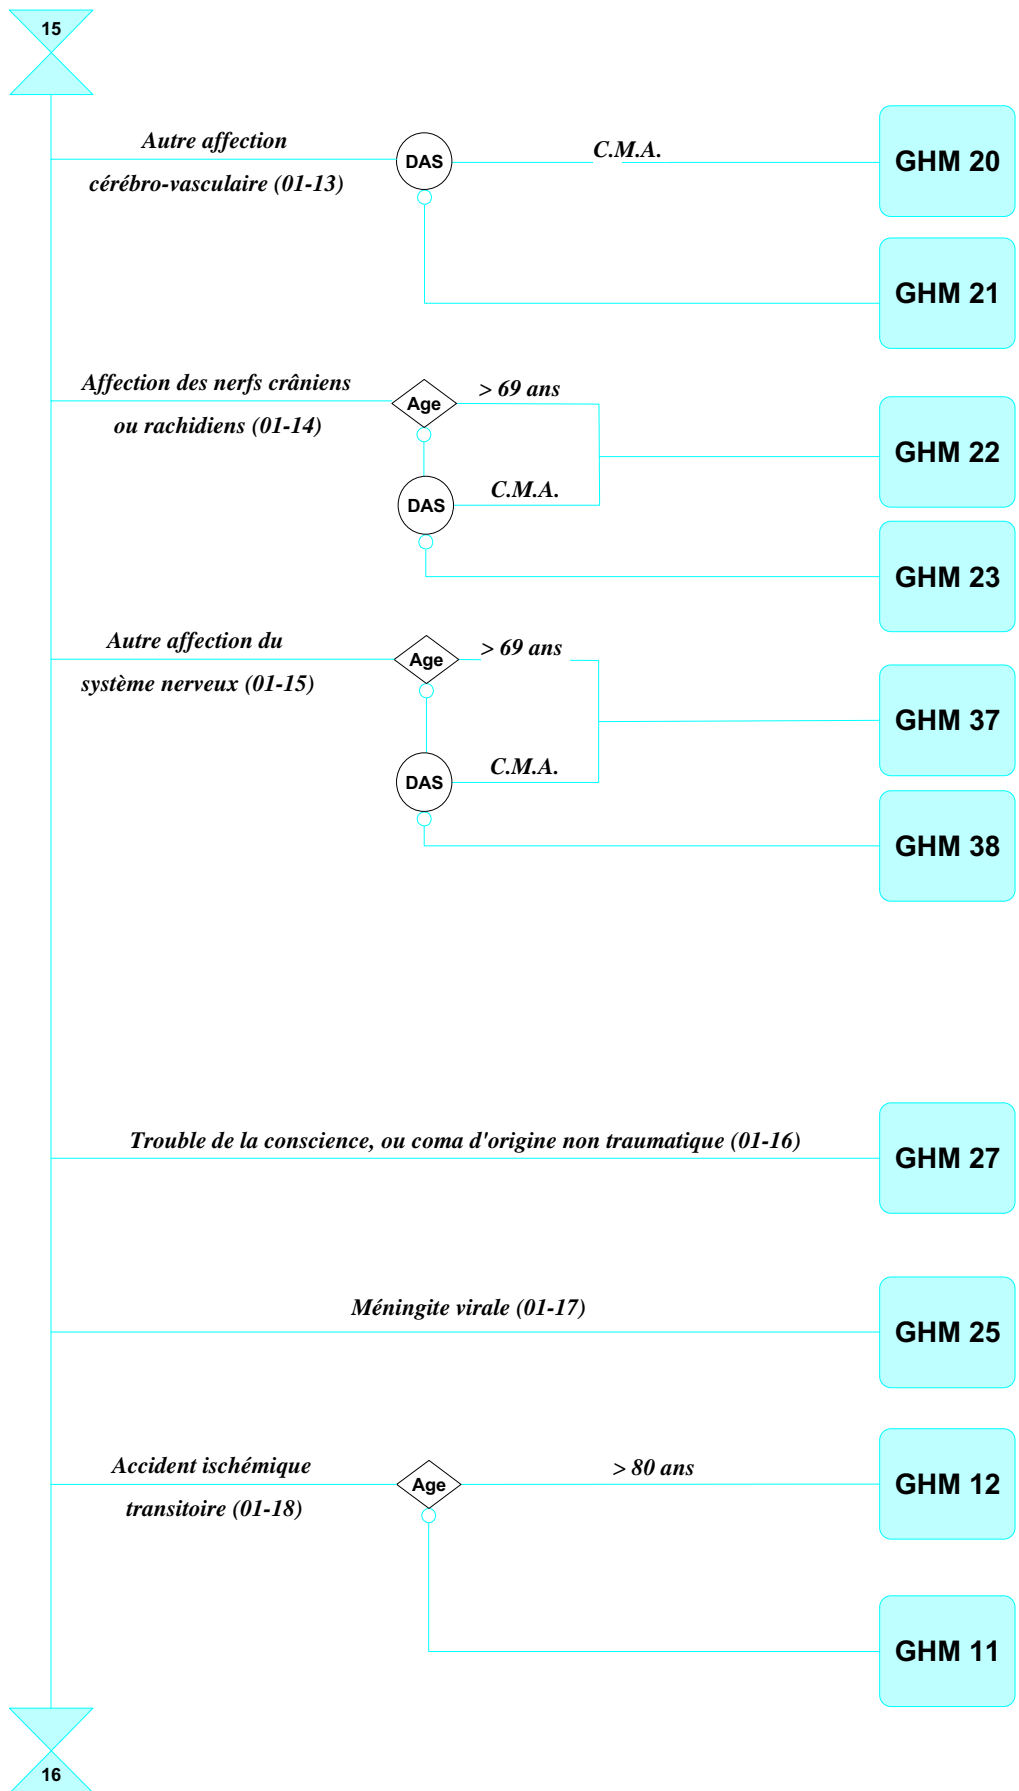 15
Autre affection
cérébro-vasculaire (01-13)
DAS
C.M.A.
GHM 20
GHM 21
Affection des nerfs crâniens
ou rachidiens (01-14)
Age
> 69 ans
GHM 22
DAS
C.M.A.
GHM 23
Autre affection du
système nerveux (01-15)
Age
> 69 ans
GHM 37
DAS
C.M.A.
GHM 38
Trouble de la conscience, ou coma d'origine non traumatique (01-16)
GHM 27
Méningite virale (01-17)
GHM 25
Accident ischémique
transitoire (01-18)
Age
> 80 ans
GHM 12
GHM 11
16